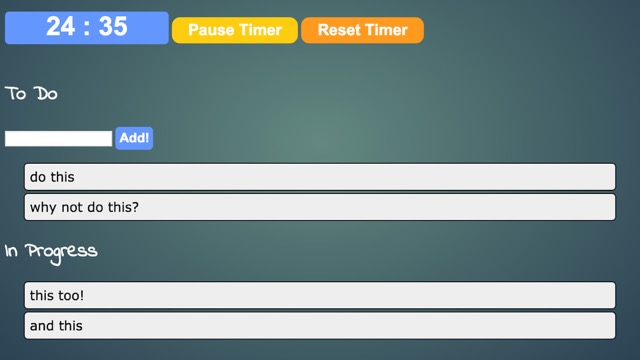 24 : 35 Pause Timer Reset Timer
To Do
Add!
do this
why not do this?
In Progress
this too!
and this